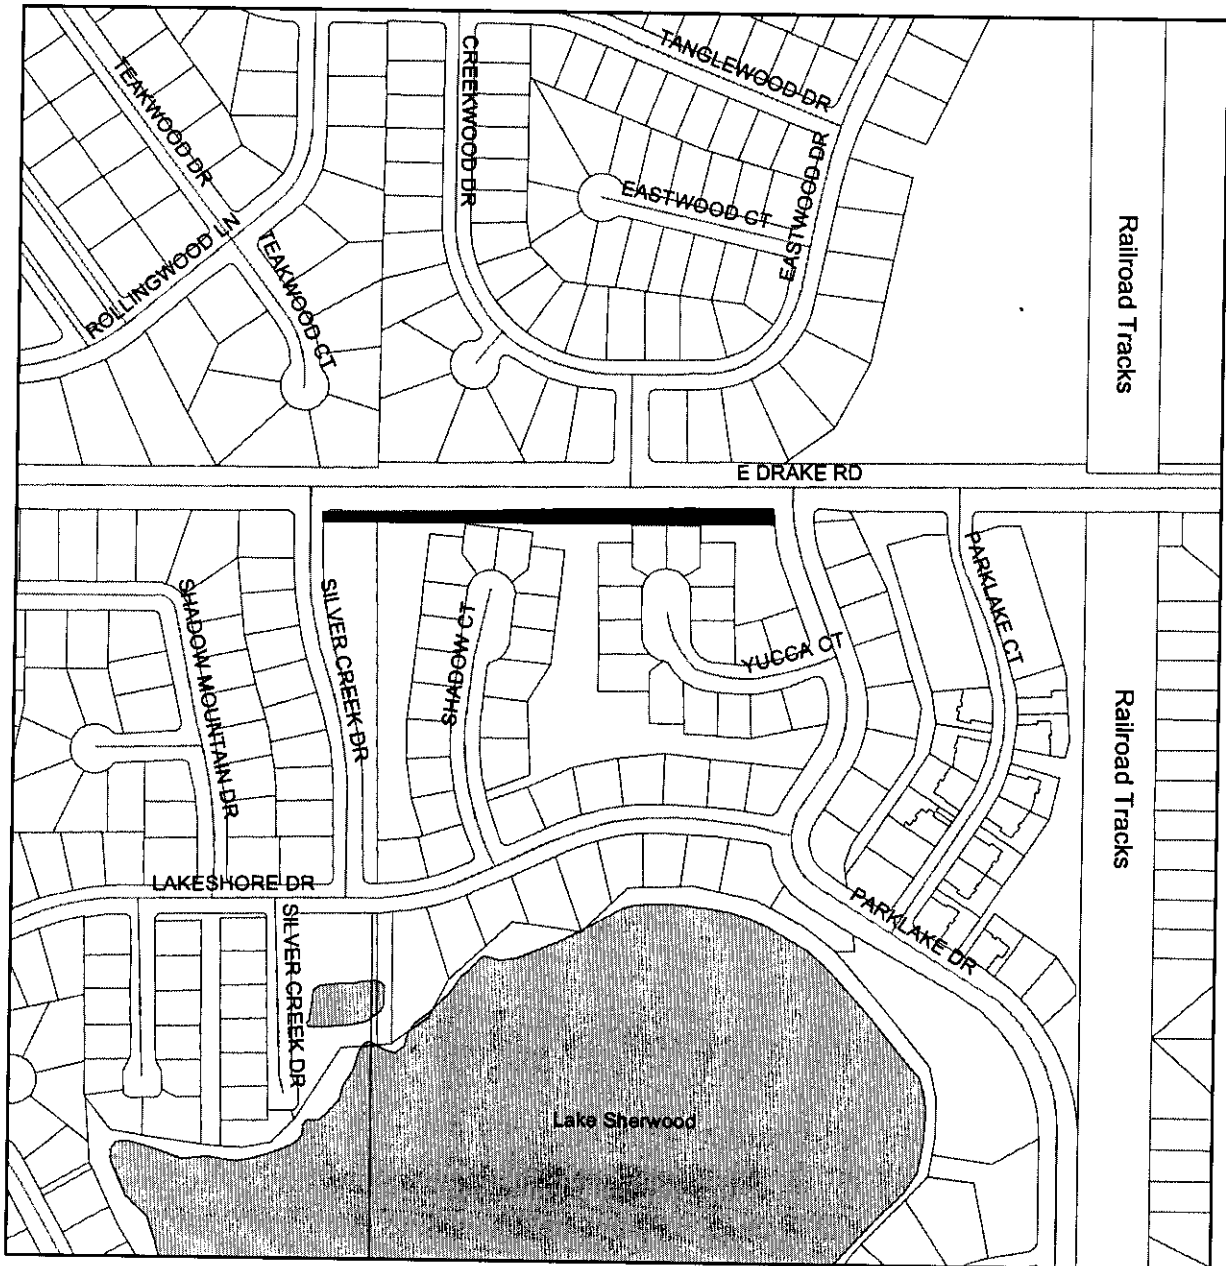 TEAKWOOD DR
CREEKWOOD DR
TANGLEWOOD DR
EASTWOOD CT
EASTWOOD DR
ROLLINGWOOD LN
TEAKWOOD CT
Railroad Tracks
E DRAKE RD
SHADOW MOUNTAIN DR
SILVER CREEK DR
SHADOW CT
YUCCA CT
PARKLAKE CT
Railroad Tracks
LAKESHORE DR
SILVER CREEK DR
PARKLAKE DR
Lake Sherwood